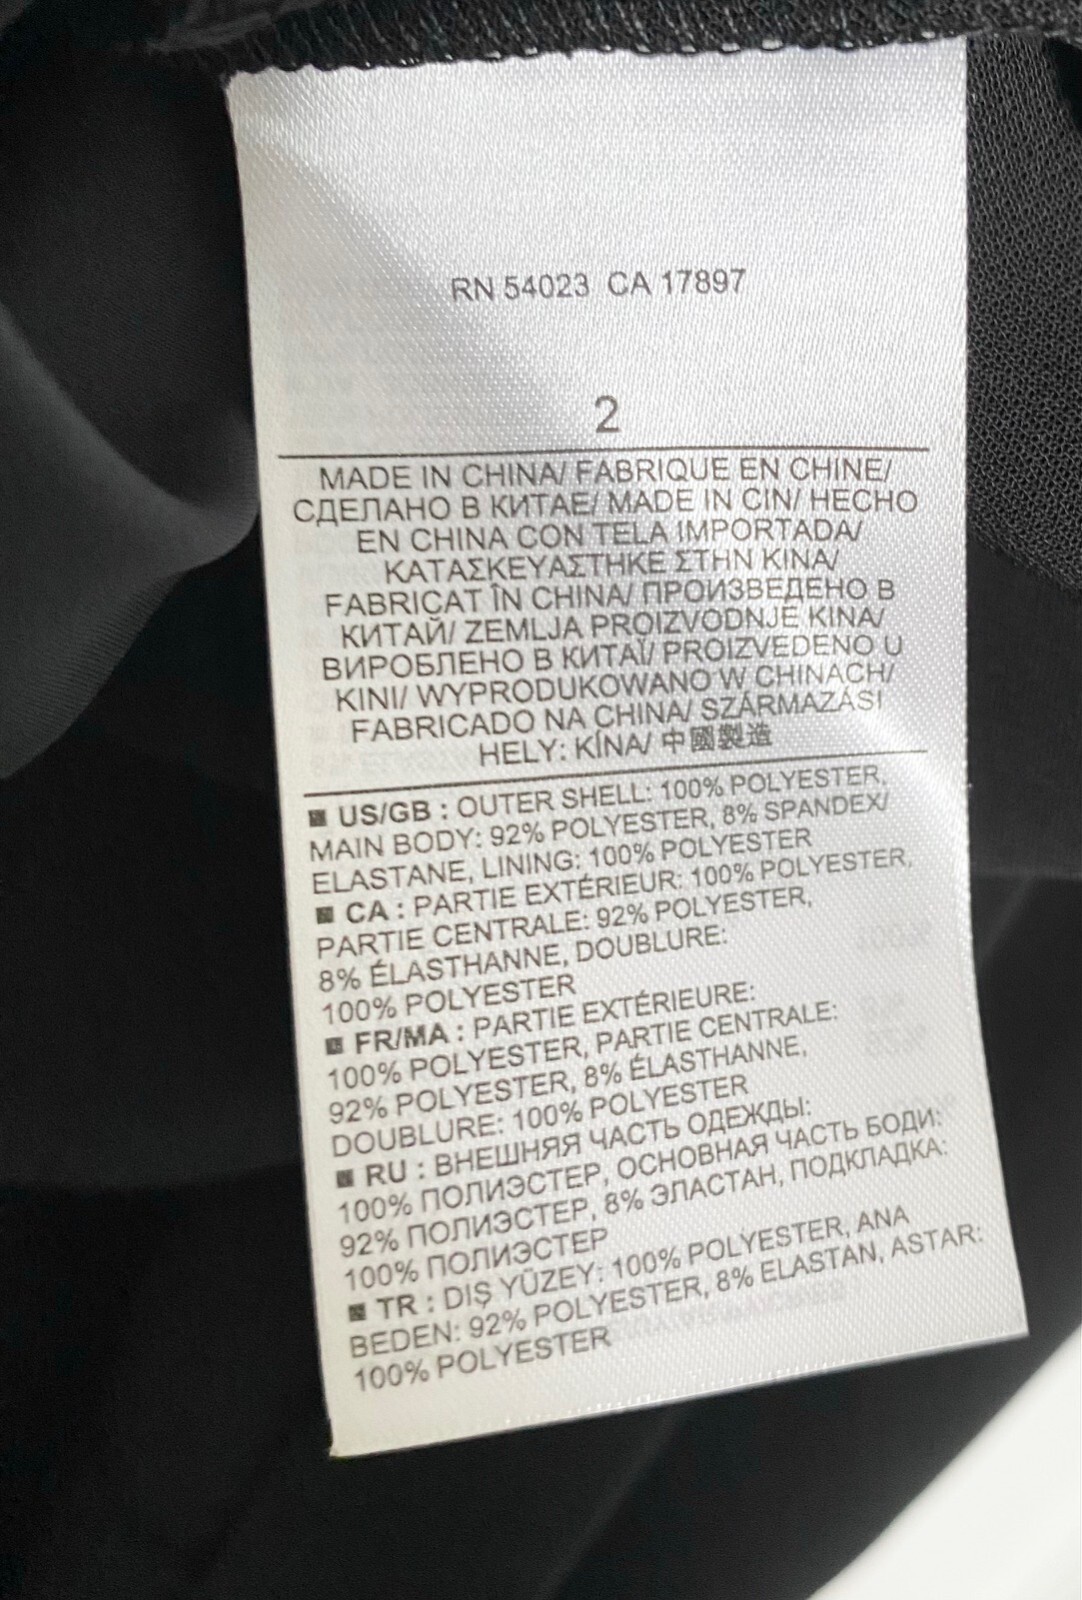 RN 54023 CA 17897
2
MADE IN CHINA/ FABRIQUE EN CHINE/
СДЕЛАНО В КИТАЕ/ MADE IN CIN/ HECHO
EN CHINA CON TELA IMPORTADA/
ΚΑΤΑΣΚΕΥΑΣΤΗΚΕ ΣΤΗΝ ΚΙΝΑ/
FABRICAT ÎN CHINA/ ПРОИЗВЕДЕНО В
КИТАЙ/ ZEMLJA PROIZVODNJE KINA/
ВИРОБЛЕНО В КИТАЇ/ PROIZVEDENO U
KINI/ WYPRODUKOWANO W CHINACH/
FABRICADO NA CHINA/ SZÁRMAZÁSI
HELY: KÍNA/ 中國製造
US/GB : OUTER SHELL: 100% POLYESTER,
MAIN BODY: 92% POLYESTER, 8% SPANDEX/
ELASTANE, LINING: 100% POLYESTER
CA : PARTIE EXTÉRIEUR: 100% POLYESTER,
PARTIE CENTRALE: 92% POLYESTER,
8% ÉLASTHANNE, DOUBLURE:
100% POLYESTER
FR/MA : PARTIE EXTÉRIEURE:
100% POLYESTER, PARTIE CENTRALE:
92% POLYESTER, 8% ÉLASTHANNE,
DOUBLURE: 100% POLYESTER
RU : ВНЕШНЯЯ ЧАСТЬ ОДЕЖДЫ:
100% ПОЛИЭСТЕР, ОСНОВНАЯ ЧАСТЬ БОДИ:
92% ПОЛИЭСТЕР, 8% ЭЛАСТАН, ПОДКЛАДКА:
100% ПОЛИЭСТЕР
TR : DIŞ YÜZEY: 100% POLYESTER, ANA
BEDEN: 92% POLYESTER, 8% ELASTAN, ASTAR:
100% POLYESTER